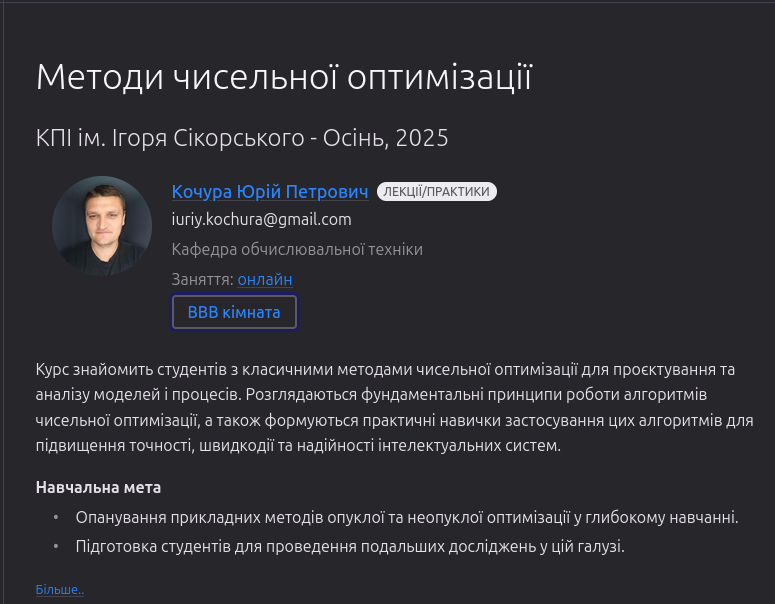 Методи чисельної оптимізації
КПІ ім. Ігоря Сікорського - Осінь, 2025
Кочура Юрій Петрович ЛЕКЦІЇ/ПРАКТИКИ
iuriy.kochura@gmail.com
Кафедра обчислювальної техніки
Заняття: онлайн
BBB кімната
Курс знайомить студентів з класичними методами чисельної оптимізації для проєктування та
аналізу моделей і процесів. Розглядаються фундаментальні принципи роботи алгоритмів
чисельної оптимізації, а також формуються практичні навички застосування цих алгоритмів для
підвищення точності, швидкодії та надійності інтелектуальних систем.
Навчальна мета
• Опанування прикладних методів опуклої та неопуклої оптимізації у глибокому навчанні.
• Підготовка студентів для проведення подальших досліджень у цій галузі.
Більше..